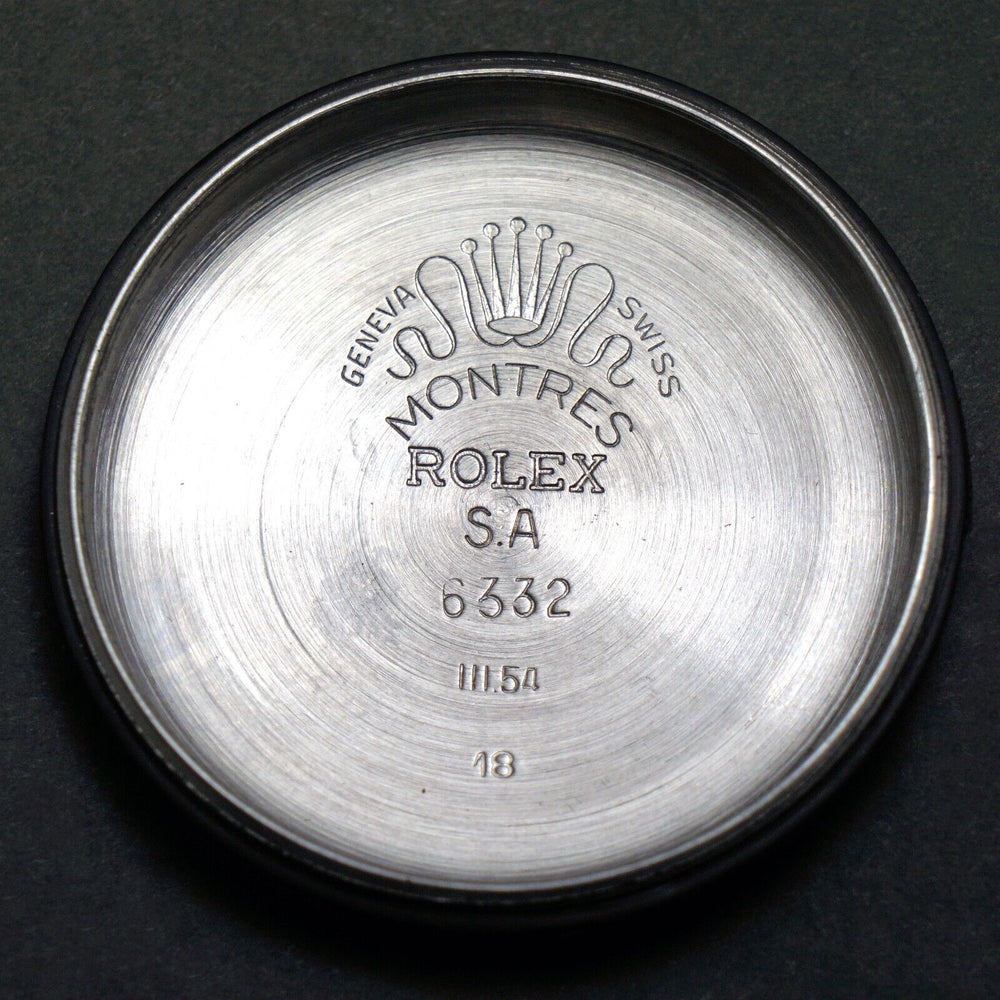 GENEVA SWISS
MONTRES
ROLEX
S.A
6332
III.54
18